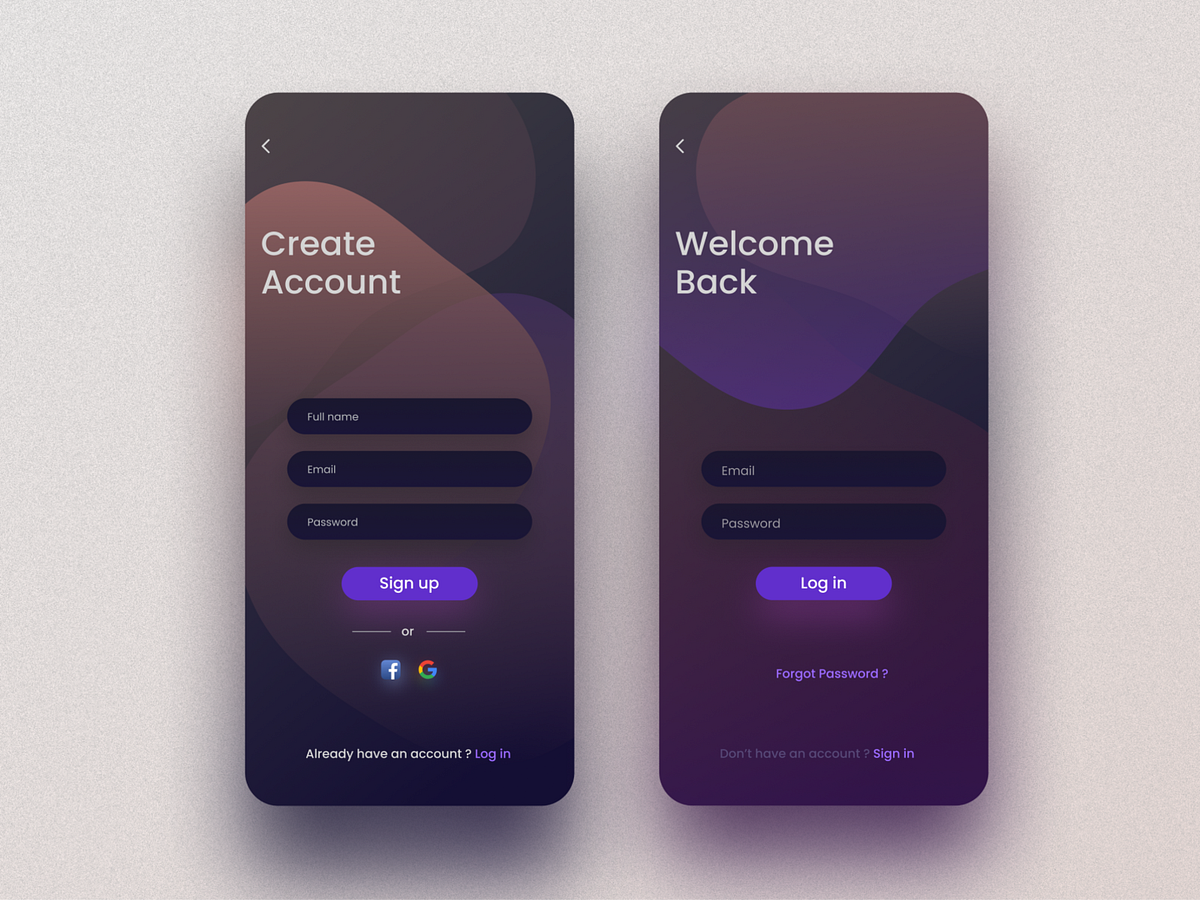 Create
Account
Full name
Email
Password
Sign up
or
Already have an account ? Log in
Welcome
Back
Email
Password
Log in
Forgot Password ?
Don't have an account ? Sign in